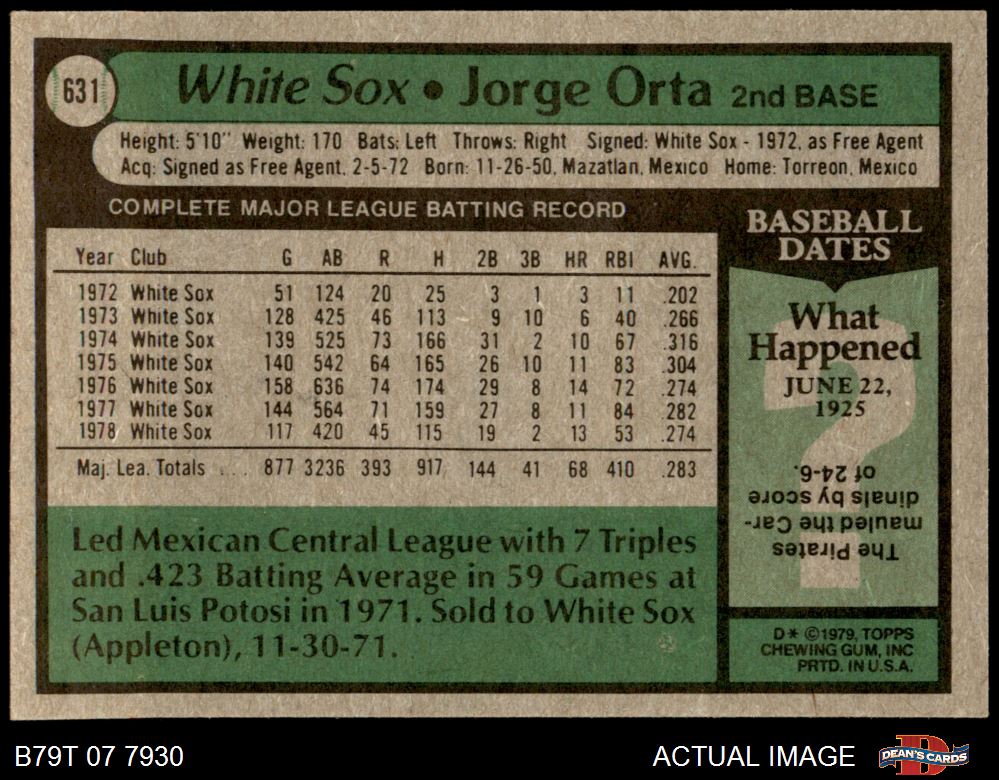 631
White Sox • Jorge Orta 2nd BASE
Height: 5'10" Weight: 170 Bats: Left Throws: Right Signed: White Sox - 1972, as Free Agent
Acq: Signed as Free Agent, 2-5-72 Born: 11-26-50, Mazatlan, Mexico Home: Torreon, Mexico
COMPLETE MAJOR LEAGUE BATTING RECORD
Year Club G AB R H 2B 3B HR RBI AVG.
1972 White Sox 51 124 20 25 3 1 3 11 .202
1973 White Sox 128 425 46 113 9 10 6 40 .266
1974 White Sox 139 525 73 166 31 2 10 67 .316
1975 White Sox 140 542 64 165 26 10 11 83 .304
1976 White Sox 158 636 74 174 29 8 14 72 .274
1977 White Sox 144 564 71 159 27 8 11 84 .282
1978 White Sox 117 420 45 115 19 2 13 53 .274
Maj. Lea. Totals . . . 877 3236 393 917 144 41 68 410 .283
Led Mexican Central League with 7 Triples
and .423 Batting Average in 59 Games at
San Luis Potosi in 1971. Sold to White Sox
(Appleton), 11-30-71.
BASEBALL
DATES
What
Happened
JUNE 22,
1925
?
The Pirates
mauled the Car-
dinals by score
of 24-6.
D* ©1979, TOPPS
CHEWING GUM, INC
PRTD. IN U.S.A.
B79T 07 7930
ACTUAL IMAGE
D
DEAN'S CARDS